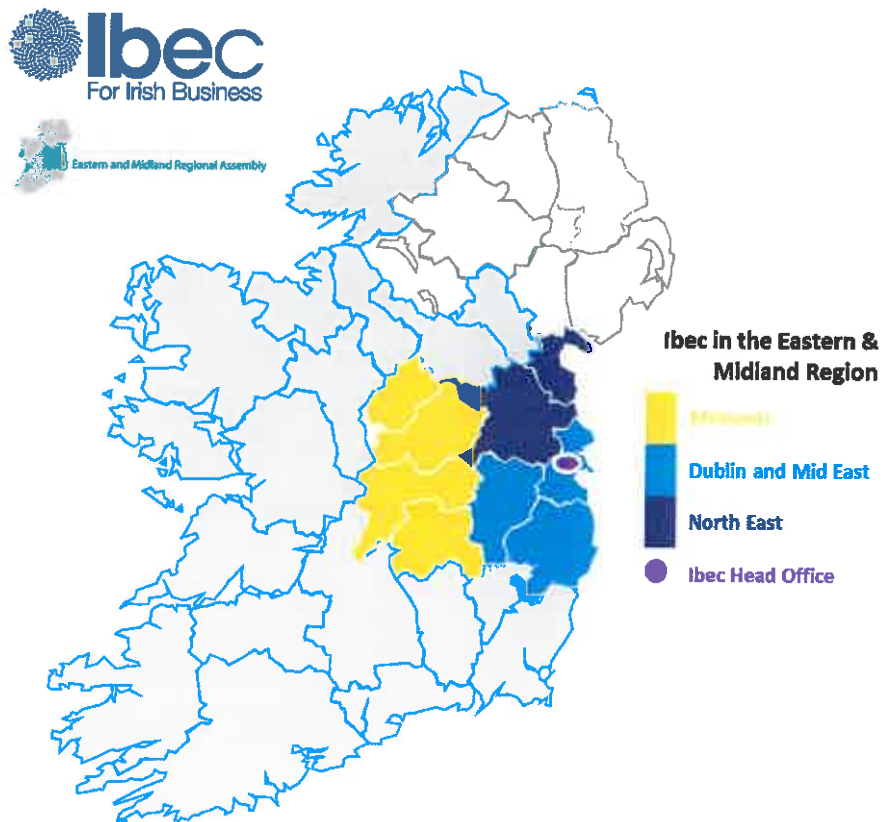 Ibec
For Irish Business
Eastern and Midland Regional Assembly
Ibec in the Eastern &
Midland Region
Midlands
Dublin and Mid East
North East
Ibec Head Office